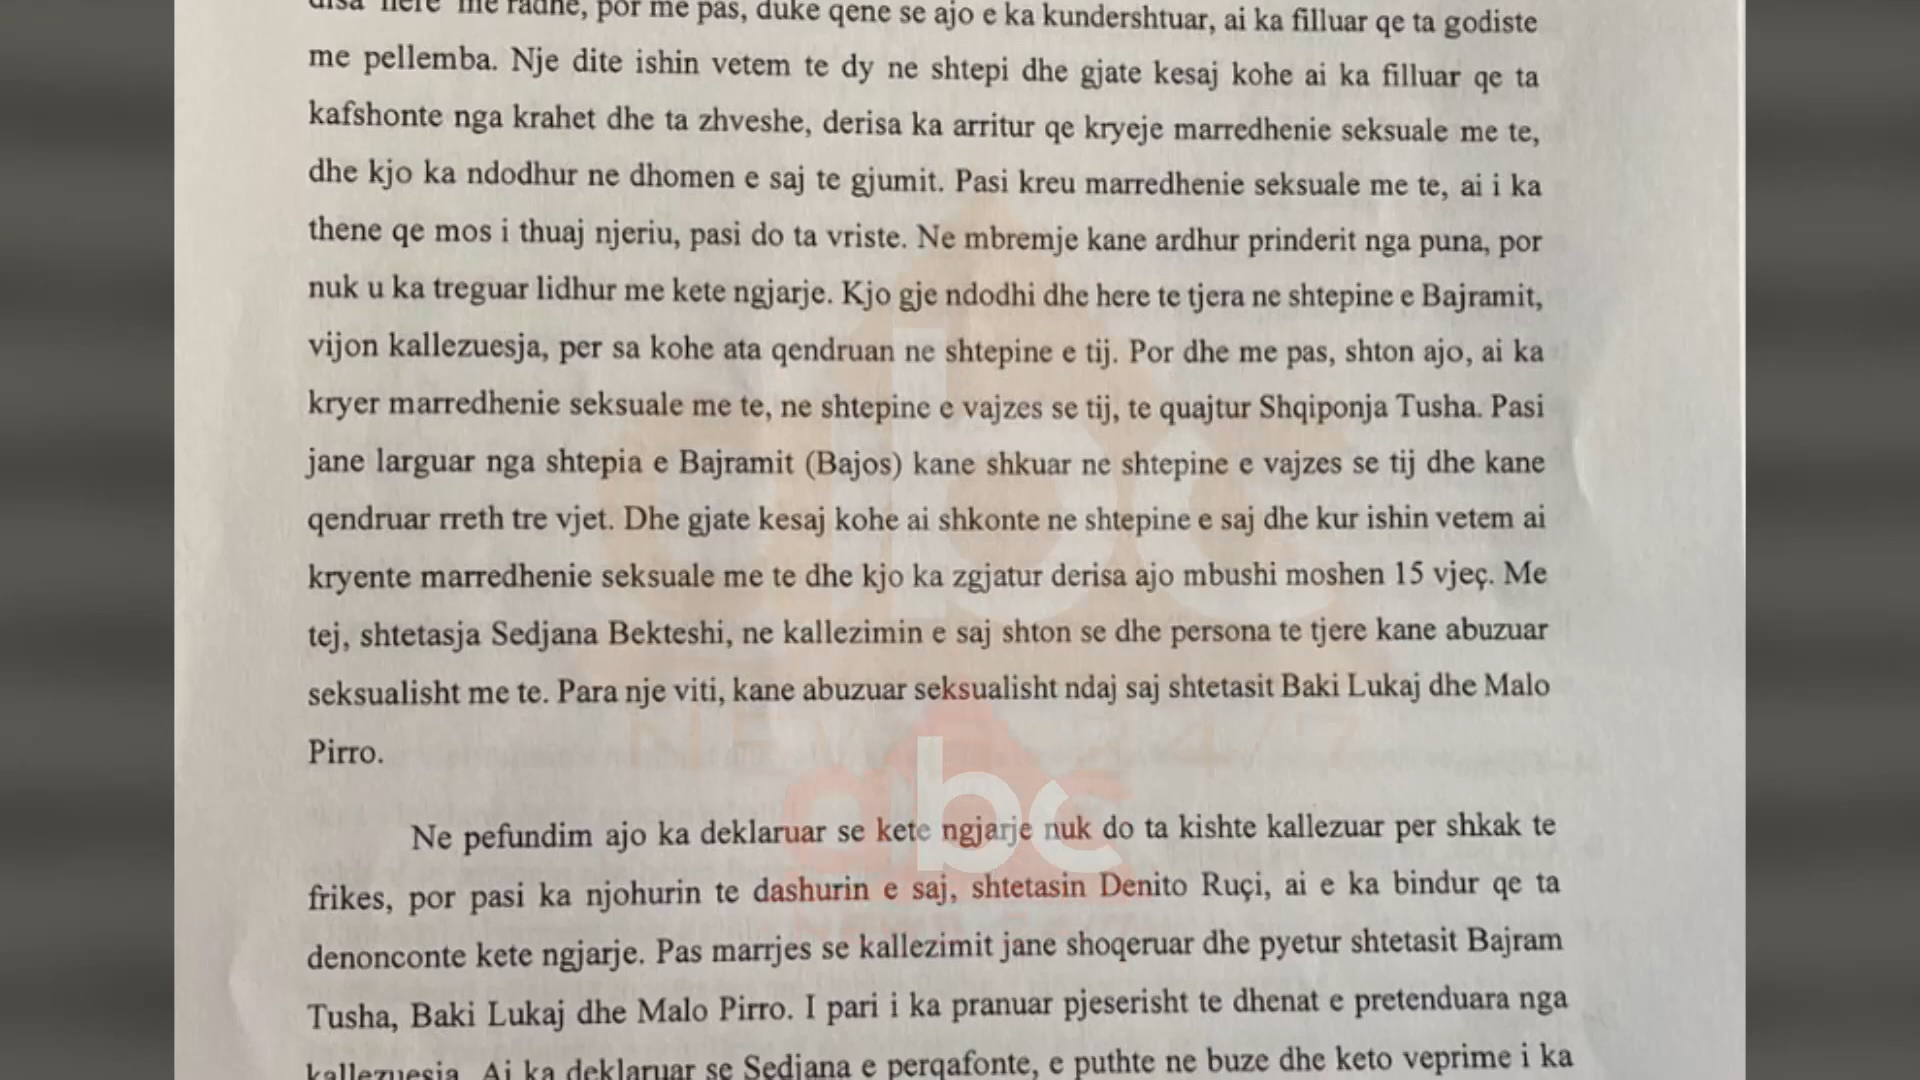 disa here me radhe, por me pas, duke qene se ajo e ka kundershtuar, ai ka filluar qe ta godiste
me pellemba. Nje dite ishin vetem te dy ne shtepi dhe gjate kesaj kohe ai ka filluar qe ta
kafshonte nga krahet dhe ta zhveshe, derisa ka arritur qe kryeje marredhenie seksuale me te,
dhe kjo ka ndodhur ne dhomen e saj te gjumit. Pasi kreu marredhenie seksuale me te, ai i ka
thene qe mos i thuaj njeriu, pasi do ta vriste. Ne mbremje kane ardhur prinderit nga puna, por
nuk u ka treguar lidhur me kete ngjarje. Kjo gje ndodhi dhe here te tjera ne shtepine e Bajramit,
vijon kallezuesja, per sa kohe ata qendruan ne shtepine e tij. Por dhe me pas, shton ajo, ai ka
kryer marredhenie seksuale me te, ne shtepine e vajzes se tij, te quajtur Shqiponja Tusha. Pasi
jane larguar nga shtepia e Bajramit (Bajos) kane shkuar ne shtepine e vajzes se tij dhe kane
qendruar rreth tre vjet. Dhe gjate kesaj kohe ai shkonte ne shtepine e saj dhe kur ishin vetem ai
kryente marredhenie seksuale me te dhe kjo ka zgjatur derisa ajo mbushi moshen 15 vjeç. Me
tej, shtetasja Sedjana Bekteshi, ne kallezimin e saj shton se dhe persona te tjere kane abuzuar
seksualisht me te. Para nje viti, kane abuzuar seksualisht ndaj saj shtetasit Baki Lukaj dhe Malo
Pirro.
NEWS 24/7
abc
Ne pefundim ajo ka deklaruar se kete ngjarje nuk do ta kishte kallezuar per shkak te
frikes, por pasi ka njohurin te dashurin e saj, shtetasin Denito Ruçi, ai e ka bindur qe ta
denonconte kete ngjarje. Pas marrjes se kallezimit jane shoqeruar dhe pyetur shtetasit Bajram
Tusha, Baki Lukaj dhe Malo Pirro. I pari i ka pranuar pjeserisht te dhenat e pretenduara nga
kallezuesja. Ai ka deklaruar se Sedjana e perqafonte, e puthte ne buze dhe keto veprime i ka